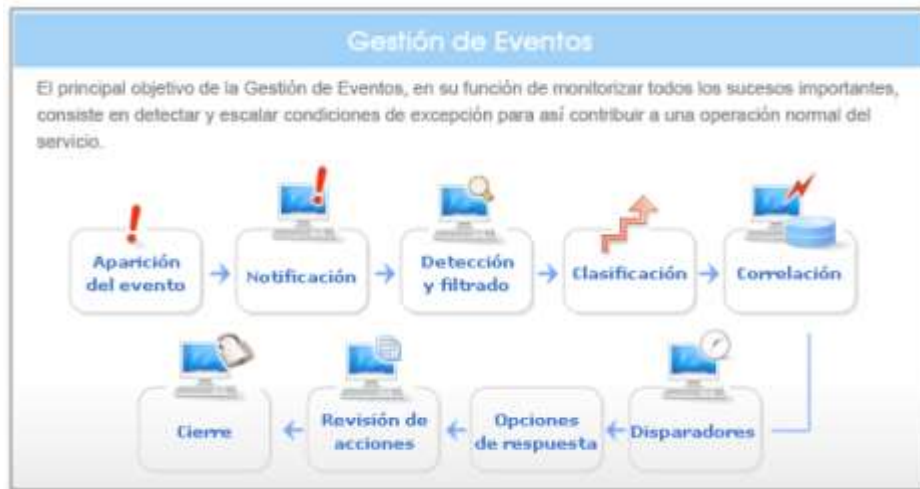 Gestión de Eventos
El principal objetivo de la Gestión de Eventos, en su función de monitorizar todos los sucesos importantes,
consiste en detectar y escalar condiciones de excepción para así contribuir a una operación normal del
servicio.
Aparición
del evento
Notificación
Detección
y filtrado
Clasificación
Correlación
Disparadores
Opciones
de respuesta
Revisión de
acciones
Cierre